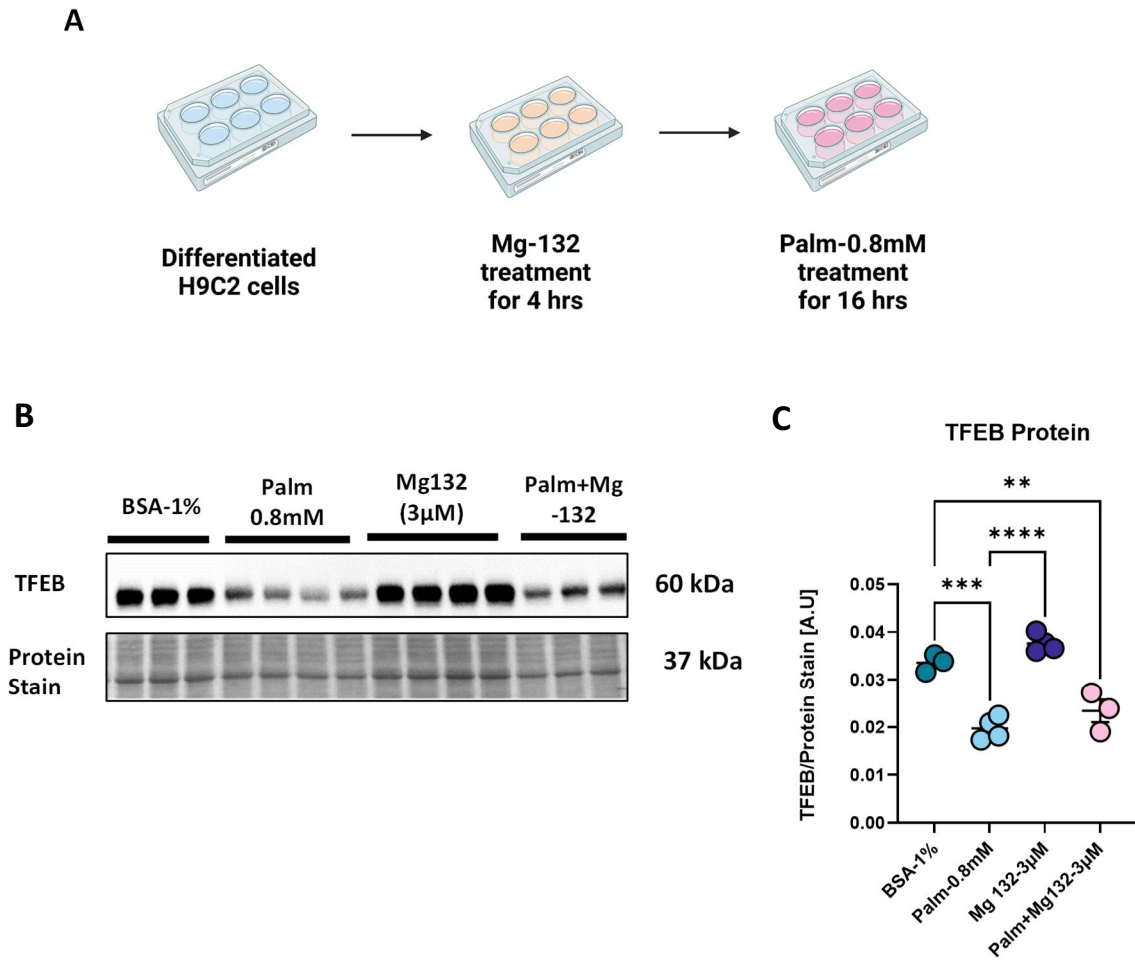 A
Differentiated
H9C2 cells
Mg-132
treatment
for 4 hrs
Palm-0.8mM
treatment
for 16 hrs
B
BSA-1%
Palm
0.8mM
Mg132
(3µM)
Palm+Mg
-132
TFEB
60 kDa
Protein
Stain
37 kDa
C
TFEB Protein
**
****
***
TFEB/Protein Stain [A.U]
0.05
0.04
0.03
0.02
0.01
0.00
BSA-1%
Palm-0.8mM
Mg 132-3µM
Palm+Mg132-3µM